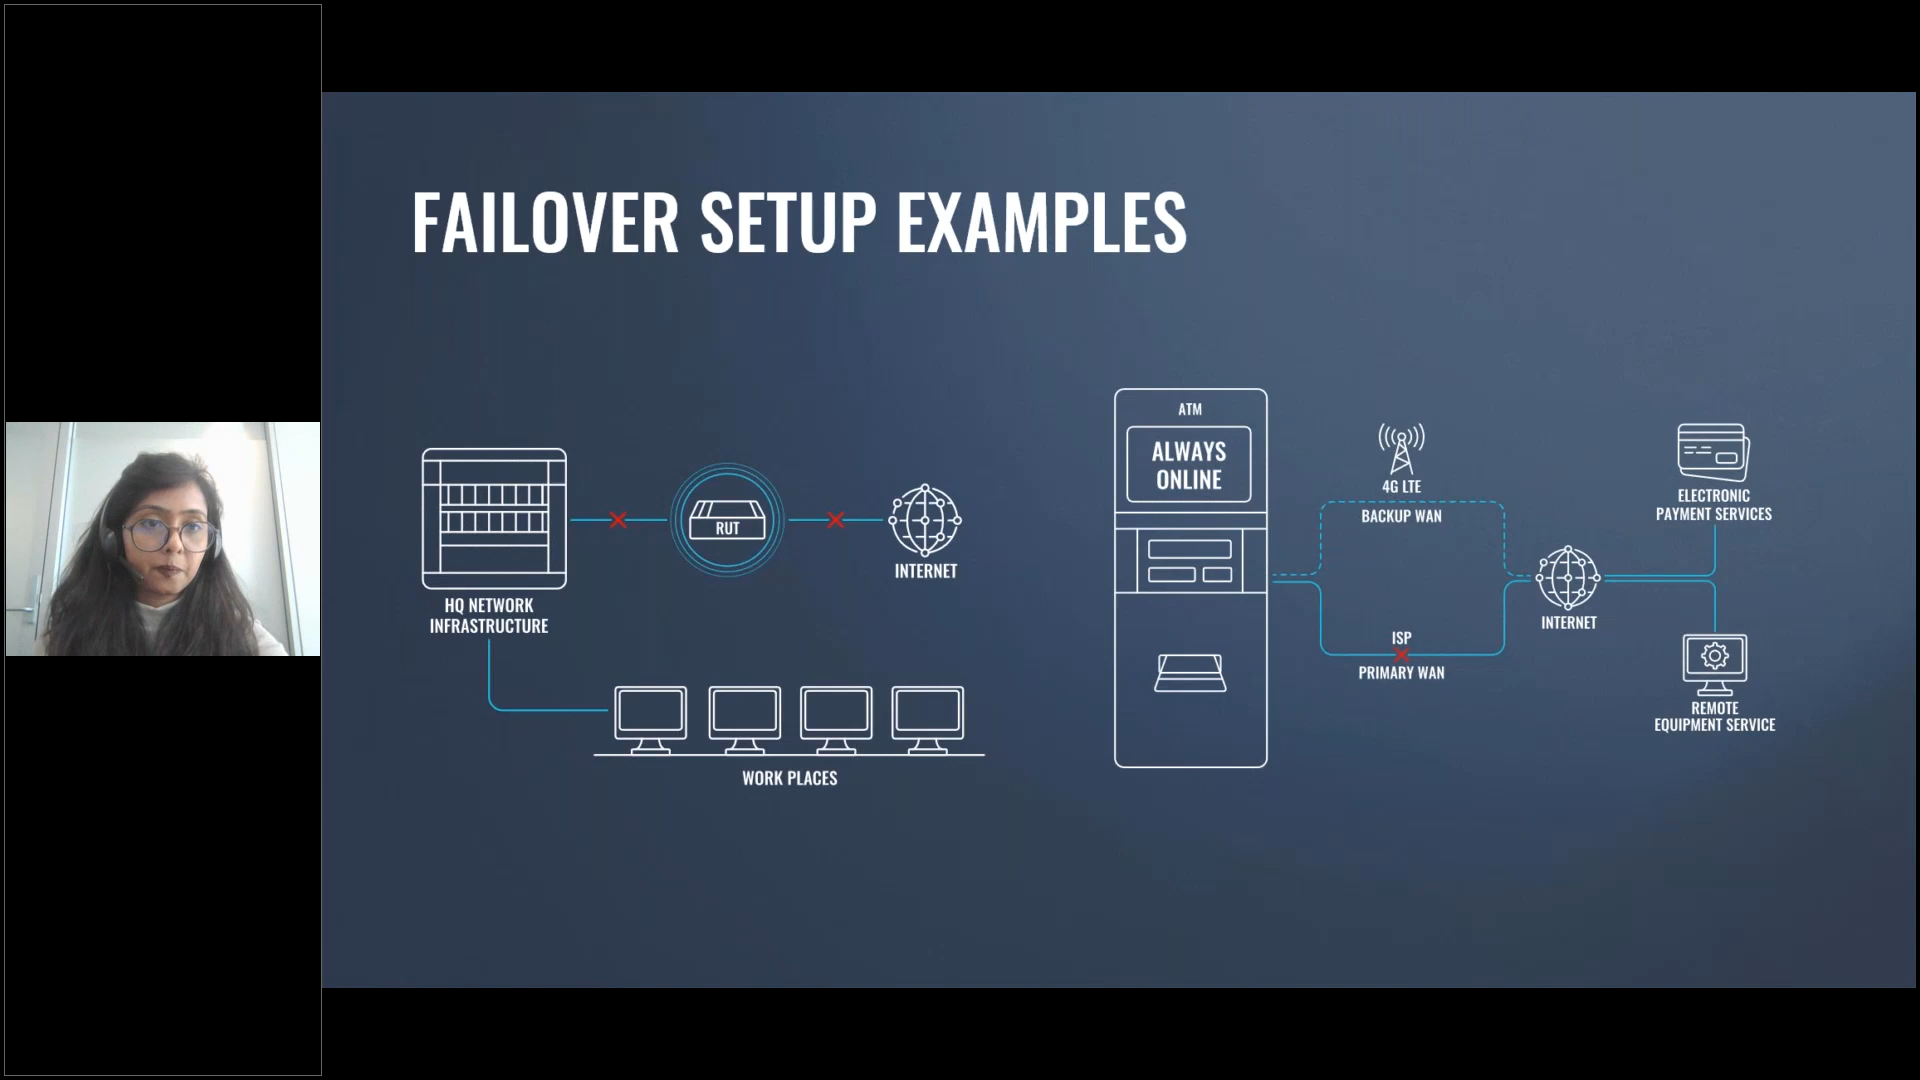 FAILOVER SETUP EXAMPLES
RUT
INTERNET
HQ NETWORK
INFRASTRUCTURE
WORK PLACES
ATM
ALWAYS
ONLINE
4G LTE
BACKUP WAN
ISP
PRIMARY WAN
INTERNET
ELECTRONIC
PAYMENT SERVICES
REMOTE
EQUIPMENT SERVICE